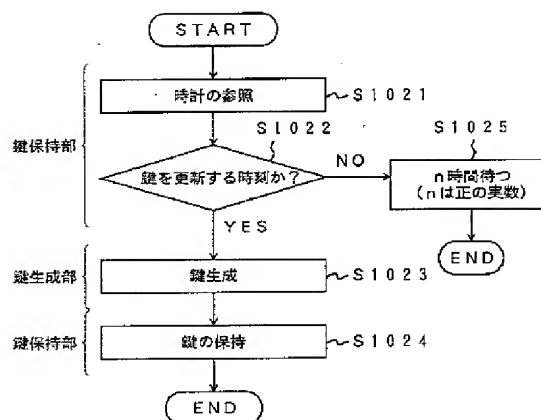 START
鍵保持部
時計の参照
S1021
S1022
S1025
鍵を更新する時刻か？
NO
n時間待つ
(nは正の実数)
YES
END
鍵生成部
鍵生成
S1023
鍵保持部
鍵の保持
S1024
END